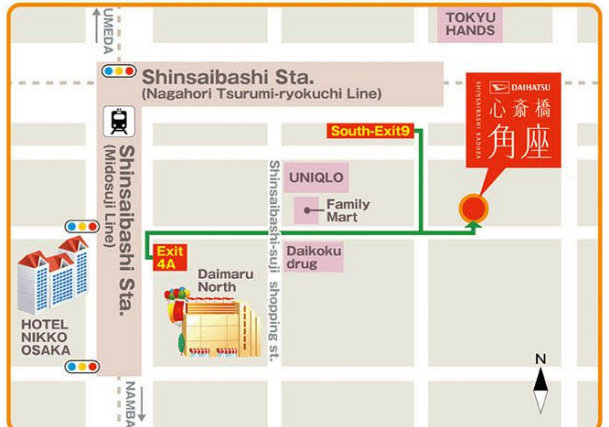 UMEDA
TOKYU
HANDS
Shinsaibashi Sta.
(Nagahori Tsurumi-ryokuchi Line)
DAIHATSU
SHINSAIBASHI KADOZA
心斎橋
角座
South-Exit9
Shinsaibashi Sta.
(Midosuji Line)
UNIQLO
Family
Mart
Shinsaibashi-suji shopping st.
Exit
4A
Daikoku
drug
Daimaru
North
HOTEL
NIKKO
OSAKA
N
NAMBA